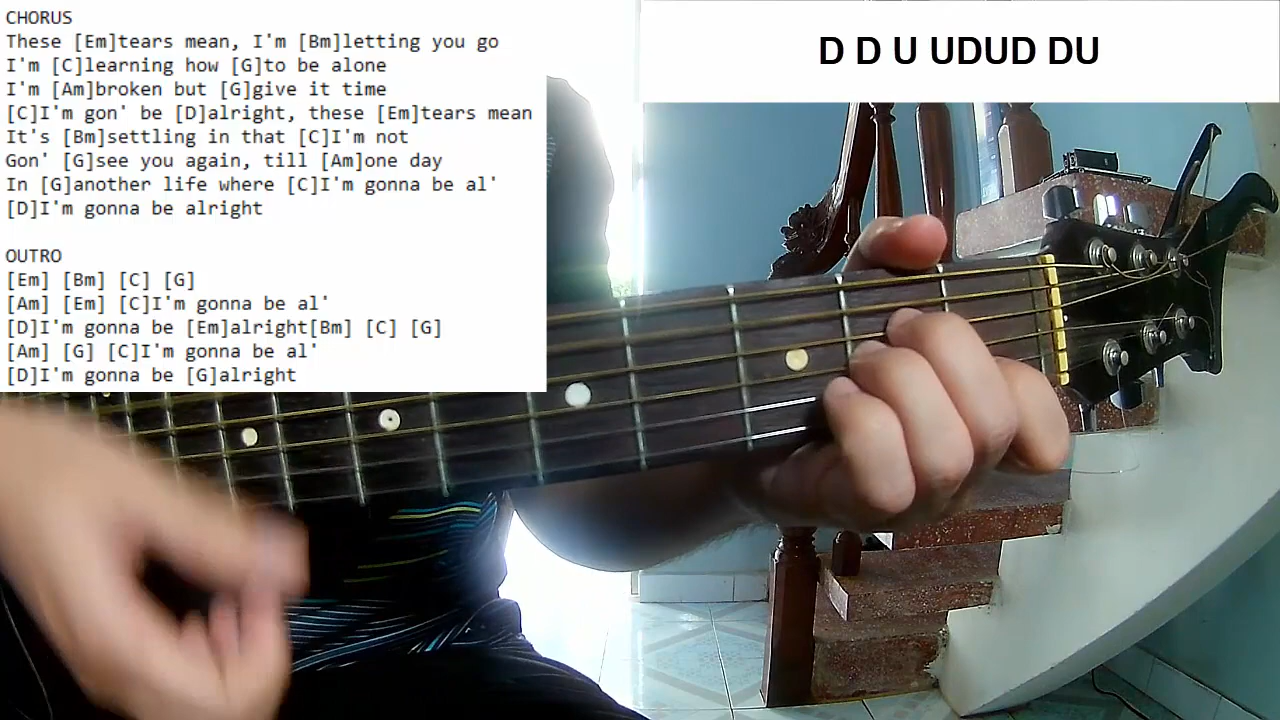 CHORUS
These [Em]tears mean, I'm [Bm]letting you go
I'm [C]learning how [G]to be alone
I'm [Am]broken but [G]give it time
[C]I'm gon' be [D]alright, these [Em]tears mean
It's [Bm]settling in that [C]I'm not
Gon' [G]see you again, till [Am]one day
In [G]another life where [C]I'm gonna be al'
[D]I'm gonna be alright
OUTRO
[Em] [Bm] [C] [G]
[Am] [Em] [C]I'm gonna be al'
[D]I'm gonna be [Em]alright[Bm] [C] [G]
[Am] [G] [C]I'm gonna be al'
[D]I'm gonna be [G]alright
D D U UDUD DU